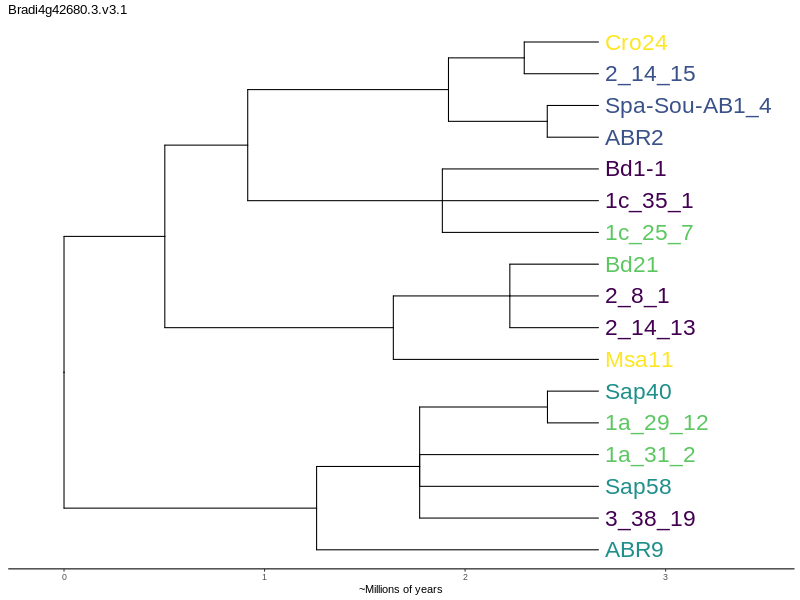 Bradi4g42680.3.v3.1
Cro24
2_14_15
Spa-Sou-AB1_4
ABR2
Bd1-1
1c_35_1
1c_25_7
Bd21
2_8_1
2_14_13
Msa11
Sap40
1a_29_12
1a_31_2
Sap58
3_38_19
ABR9
0 1 2 3
~Millions of years